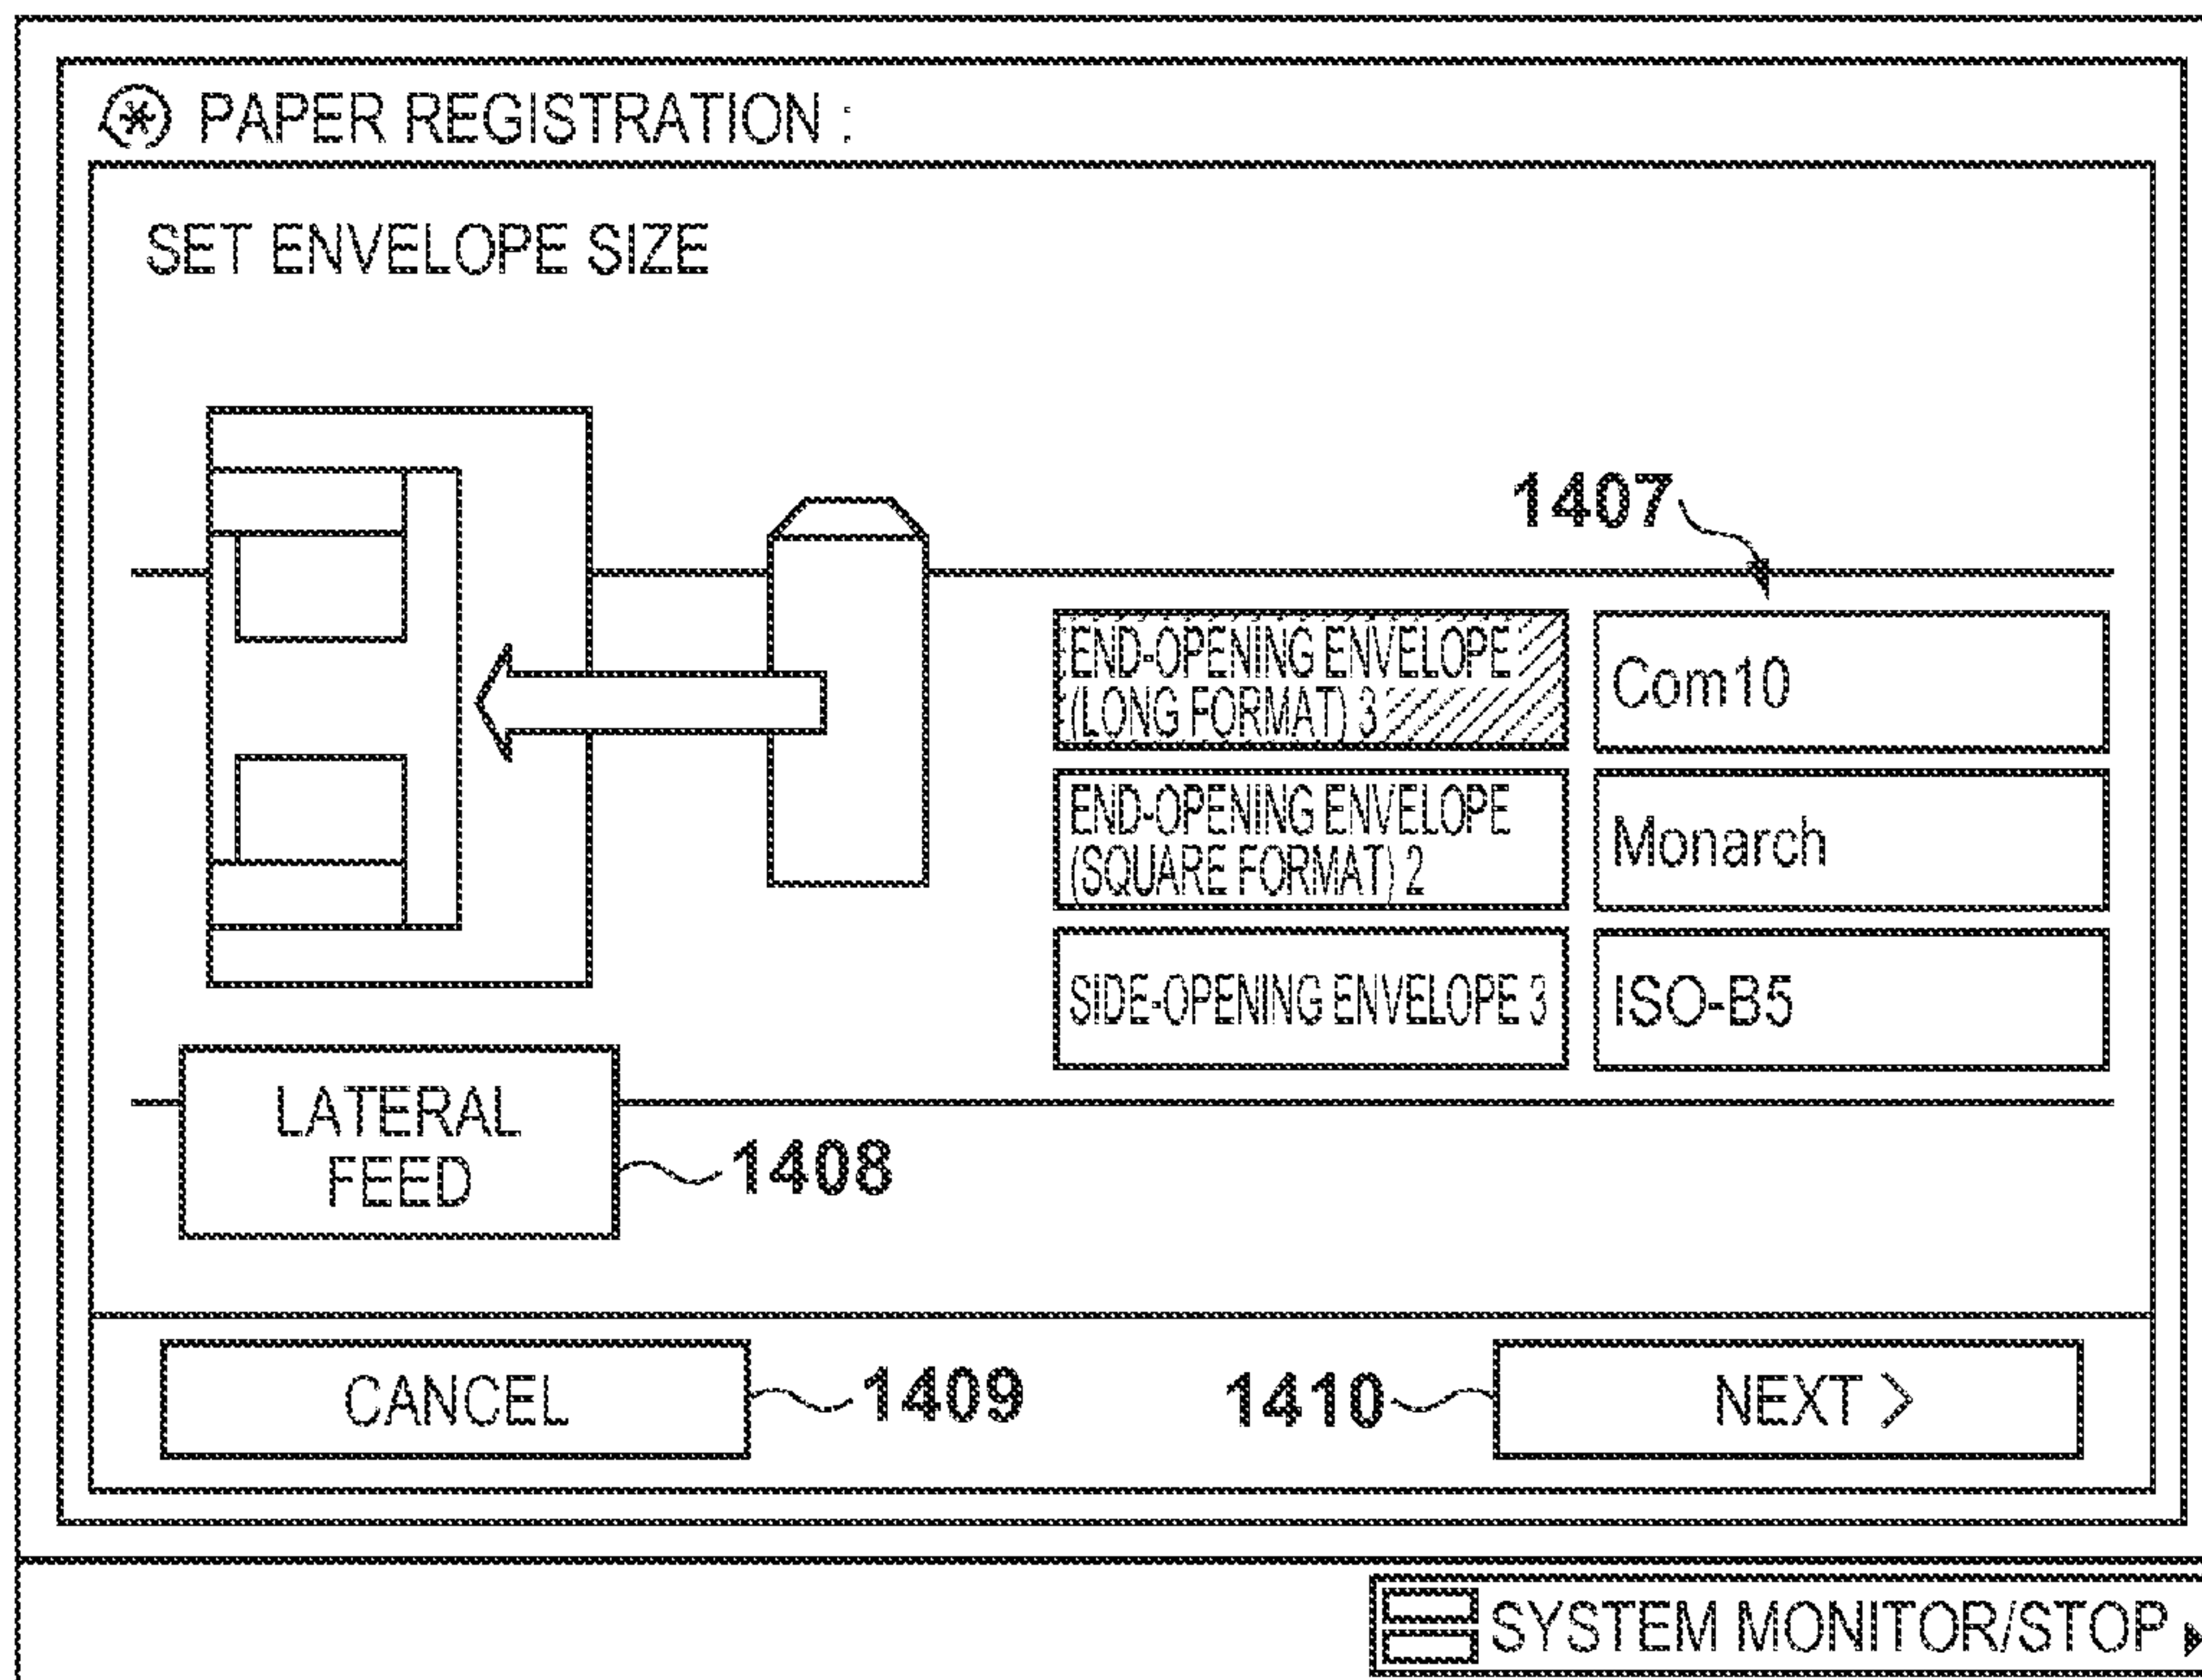 PAPER REGISTRATION :
SET ENVELOPE SIZE
1407
END-OPENING ENVELOPE
(LONG FORMAT) 3
Com10
END-OPENING ENVELOPE
(SQUARE FORMAT) 2
Monarch
SIDE-OPENING ENVELOPE 3
ISO-B5
LATERAL
FEED
1408
CANCEL
1409
1410
NEXT >
SYSTEM MONITOR/STOP